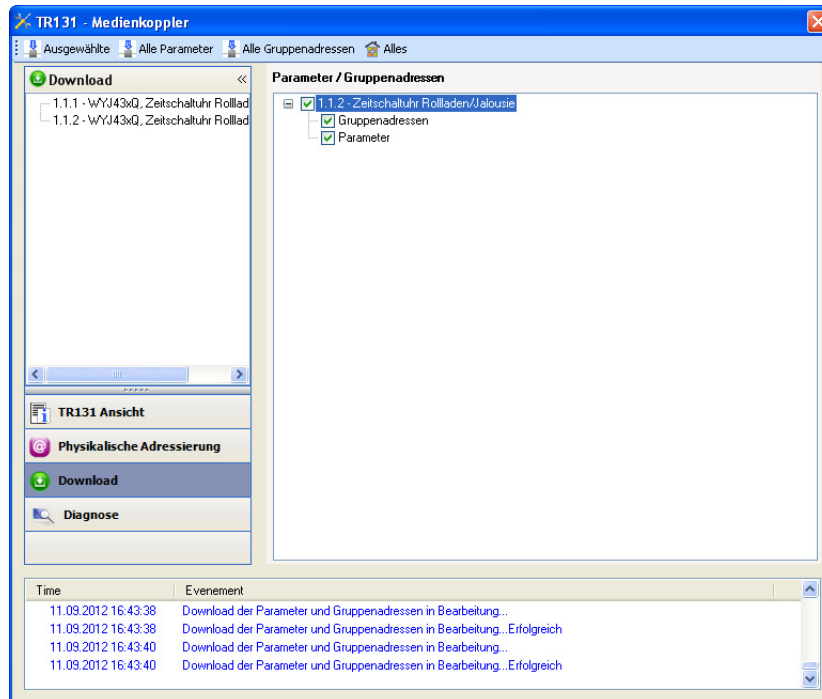 TR131 - Medienkoppler
Ausgewählte Alle Parameter Alle Gruppenadressen Alles
Download «
1.1.1 - WYJ43xQ, Zeitschaltuhr Rolllad
1.1.2 - WYJ43xQ, Zeitschaltuhr Rolllad
TR131 Ansicht
Physikalische Adressierung
Download
Diagnose
Parameter / Gruppenadressen
1.1.2 - Zeitschaltuhr Rollladen/Jalousie
Gruppenadressen
Parameter
Time Evenement
11.09.2012 16:43:38 Download der Parameter und Gruppenadressen in Bearbeitung...
11.09.2012 16:43:38 Download der Parameter und Gruppenadressen in Bearbeitung...Erfolgreich
11.09.2012 16:43:40 Download der Parameter und Gruppenadressen in Bearbeitung...
11.09.2012 16:43:40 Download der Parameter und Gruppenadressen in Bearbeitung...Erfolgreich